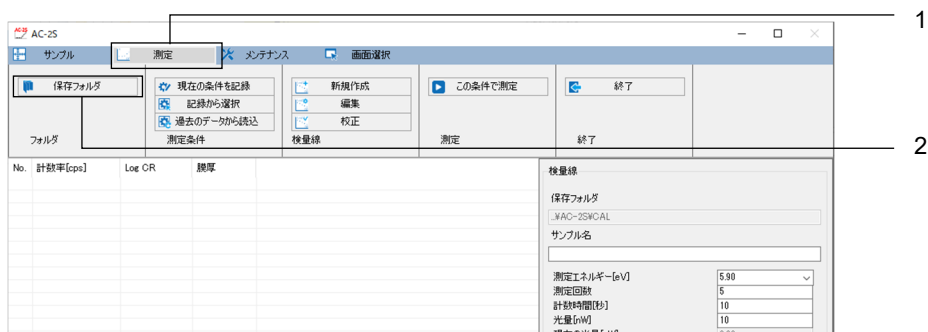 1
AC-2S
サンプル 測定 メンテナンス 画面選択
保存フォルダ 現在の条件を記録 新規作成 この条件で測定 終了
記録から選択 編集
過去のデータから読込 校正
フォルダ 測定条件 検量線 測定 終了
2
No. 計数率[cps] Log CR 膜厚
検量線
保存フォルダ
..¥AC-2S¥CAL
サンプル名
測定エネルギー[eV] 5.90
測定回数 5
計数時間[秒] 10
光量[nW] 10